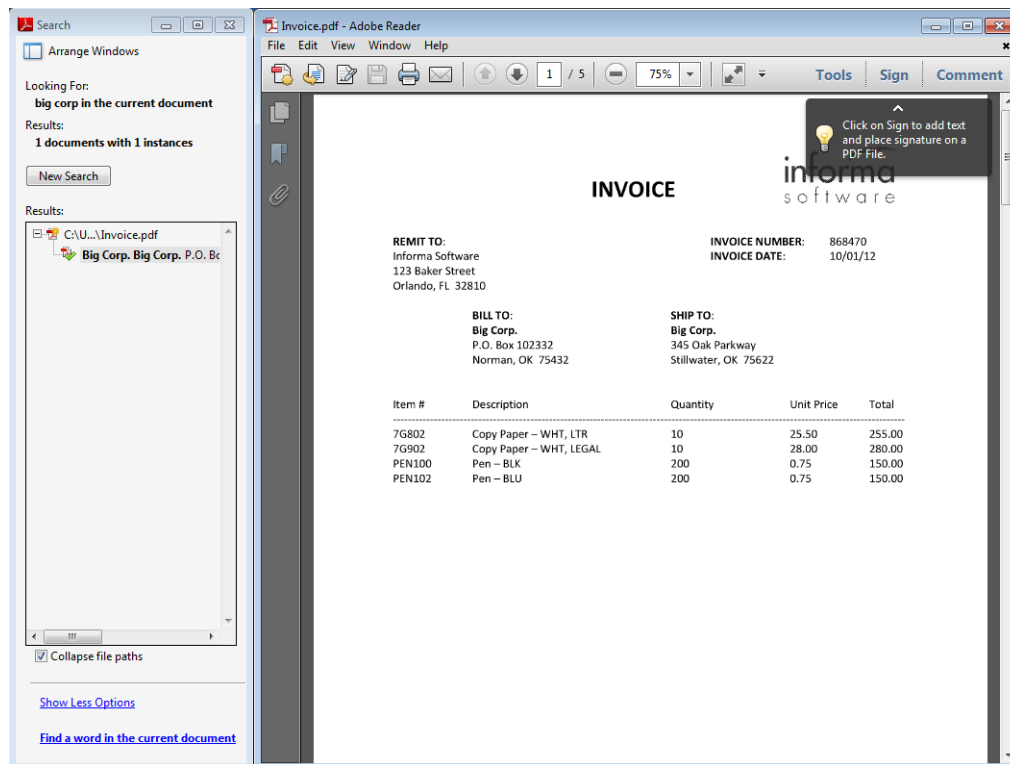 Search
Arrange Windows
Looking For:
big corp in the current document
Results:
1 documents with 1 instances
New Search
Results:
C:\U...\Invoice.pdf
Big Corp. Big Corp. P.O. Bc
Collapse file paths
Show Less Options
Find a word in the current document
Invoice.pdf - Adobe Reader
File Edit View Window Help
1 / 5 75% Tools Sign Comment
Click on Sign to add text
and place signature on a
PDF File.
informa
software
INVOICE
REMIT TO: INVOICE NUMBER: 868470
Informa Software INVOICE DATE: 10/01/12
123 Baker Street
Orlando, FL 32810
BILL TO: SHIP TO:
Big Corp. Big Corp.
P.O. Box 102332 345 Oak Parkway
Norman, OK 75432 Stillwater, OK 75622
Item # Description Quantity Unit Price Total
7G802 Copy Paper – WHT, LTR 10 25.50 255.00
7G902 Copy Paper – WHT, LEGAL 10 28.00 280.00
PEN100 Pen – BLK 200 0.75 150.00
PEN102 Pen – BLU 200 0.75 150.00